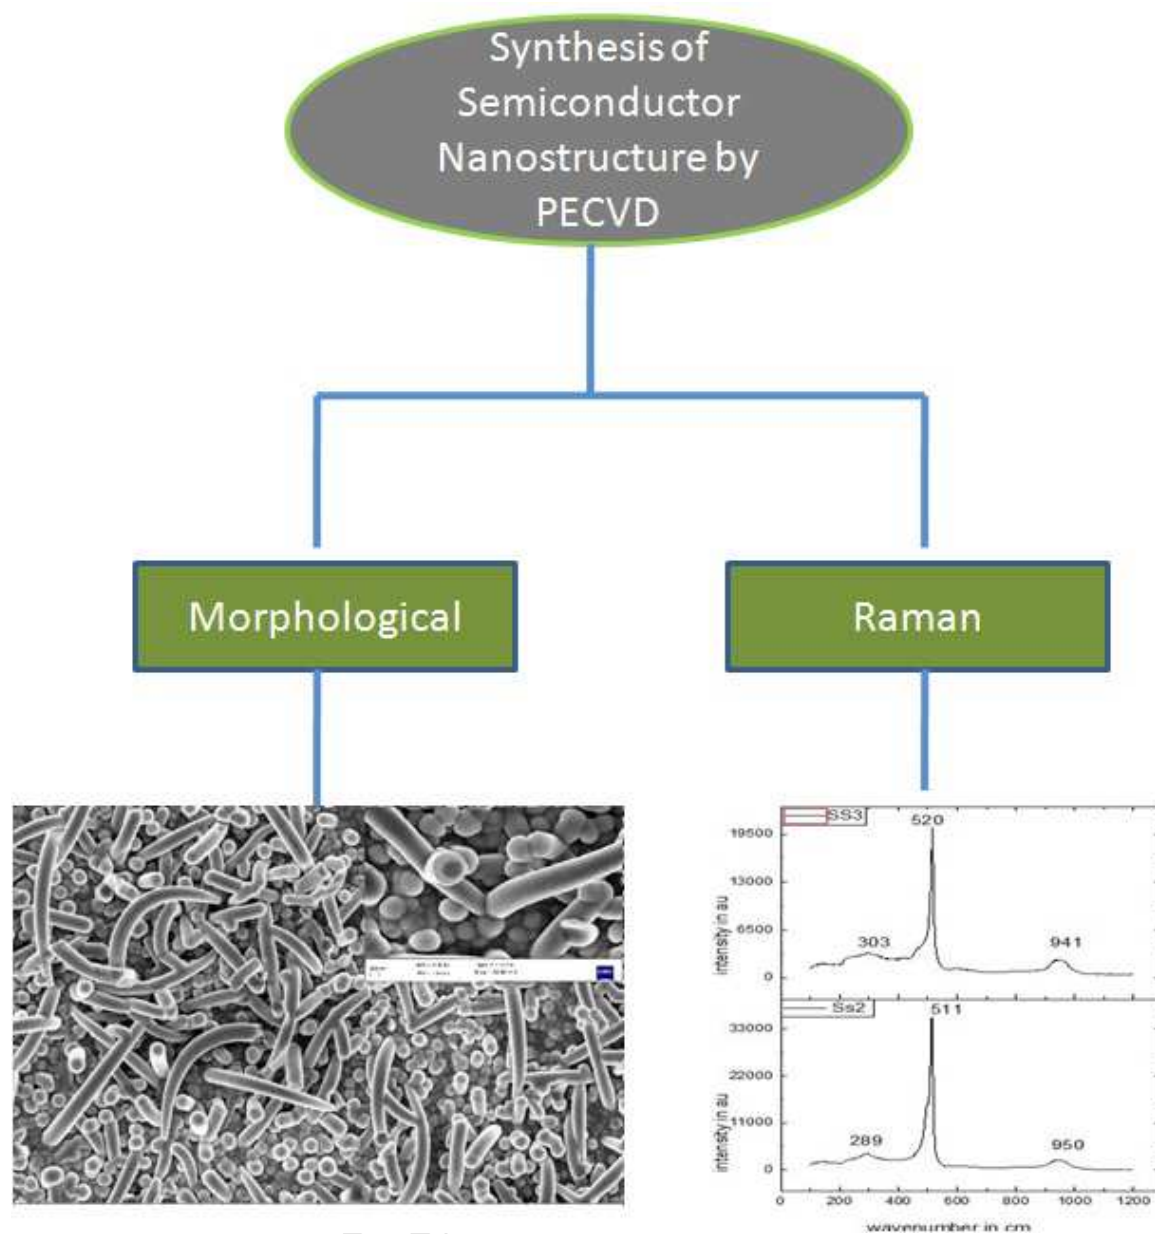 Synthesis of
Semiconductor
Nanostructure by
PECVD
Morphological
Raman
SS3
520
19500
13000
6500
0
303
941
intensity in au
Ss2
511
33000
22000
11000
0
289
950
intensity in au
0 200 400 600 800 1000 1200
wavenumber in cm